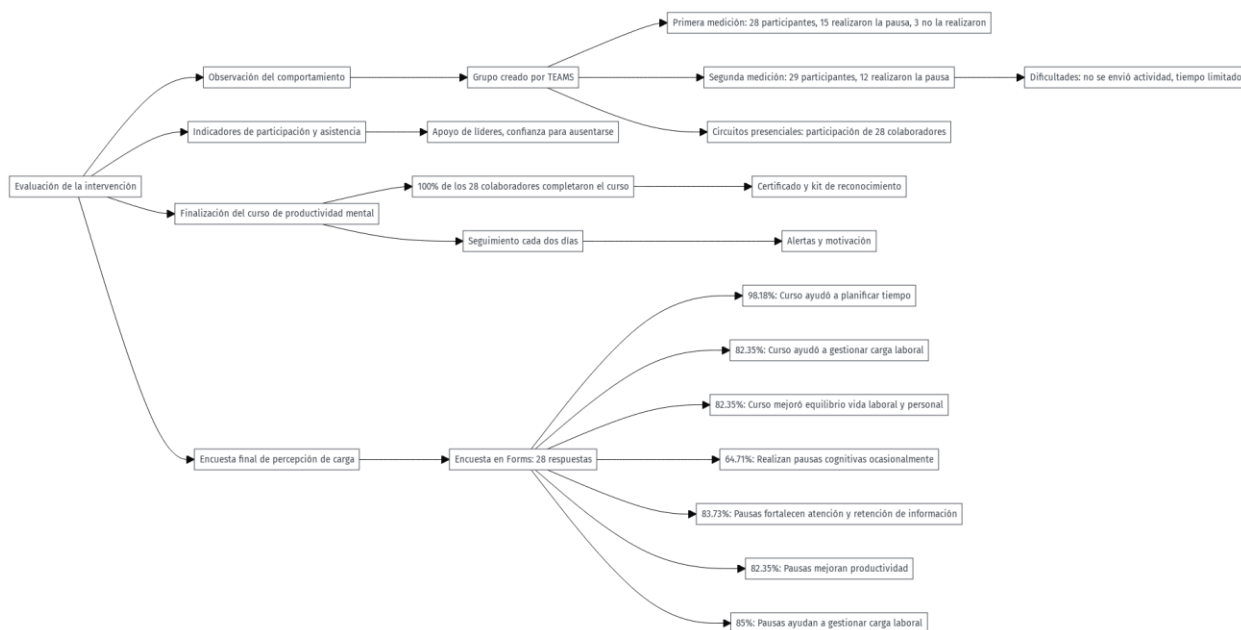 Primera medición: 28 participantes, 15 realizaron la pausa, 3 no la realizaron
Observación del comportamiento
Grupo creado por TEAMS
Segunda medición: 29 participantes, 12 realizaron la pausa
Dificultades: no se envió actividad, tiempo limitado
Indicadores de participación y asistencia
Apoyo de líderes, confianza para ausentarse
Circuitos presenciales: participación de 28 colaboradores
Evaluación de la intervención
100% de los 28 colaboradores completaron el curso
Certificado y kit de reconocimiento
Finalización del curso de productividad mental
Seguimiento cada dos días
Alertas y motivación
98.18%: Curso ayudó a planificar tiempo
82.35%: Curso ayudó a gestionar carga laboral
82.35%: Curso mejoró equilibrio vida laboral y personal
Encuesta final de percepción de carga
Encuesta en Forms: 28 respuestas
64.71%: Realizan pausas cognitivas ocasionalmente
83.73%: Pausas fortalecen atención y retención de información
82.35%: Pausas mejoran productividad
85%: Pausas ayudan a gestionar carga laboral